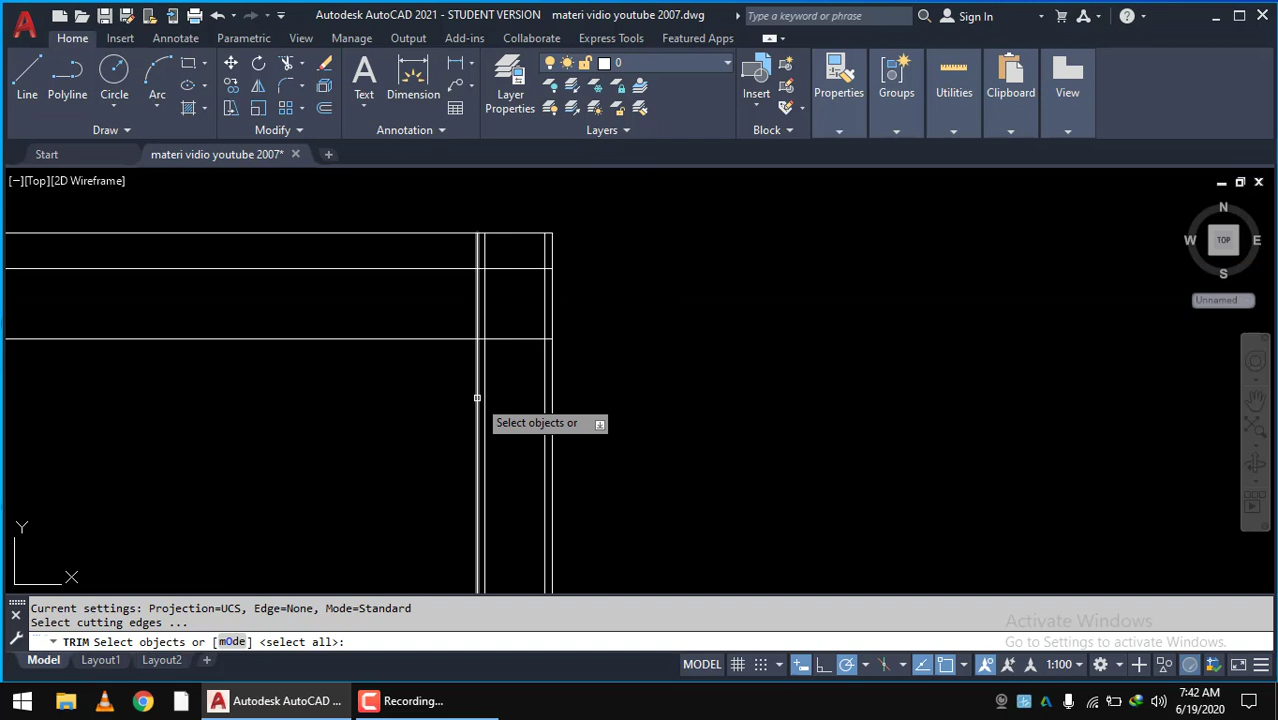 Autodesk AutoCAD 2021 - STUDENT VERSION materi vidio youtube 2007.dwg
Type a keyword or phrase
Sign In
Home Insert Annotate Parametric View Manage Output Add-ins Collaborate Express Tools Featured Apps
0
Line Polyline Circle Arc
Text Dimension
Layer Properties
Insert
Properties Groups Utilities Clipboard View
Draw Modify Annotation Layers Block
Start materi vidio youtube 2007*
[−][Top][2D Wireframe]
N
W TOP E
S
Unnamed
Select objects or
Y
X
Current settings: Projection=UCS, Edge=None, Mode=Standard
Select cutting edges ...
TRIM Select objects or [mOde] <select all>:
Activate Windows
Go to Settings to activate Windows.
Model Layout1 Layout2
MODEL 1:100
Autodesk AutoCAD ... Recording...
7:42 AM
6/19/2020